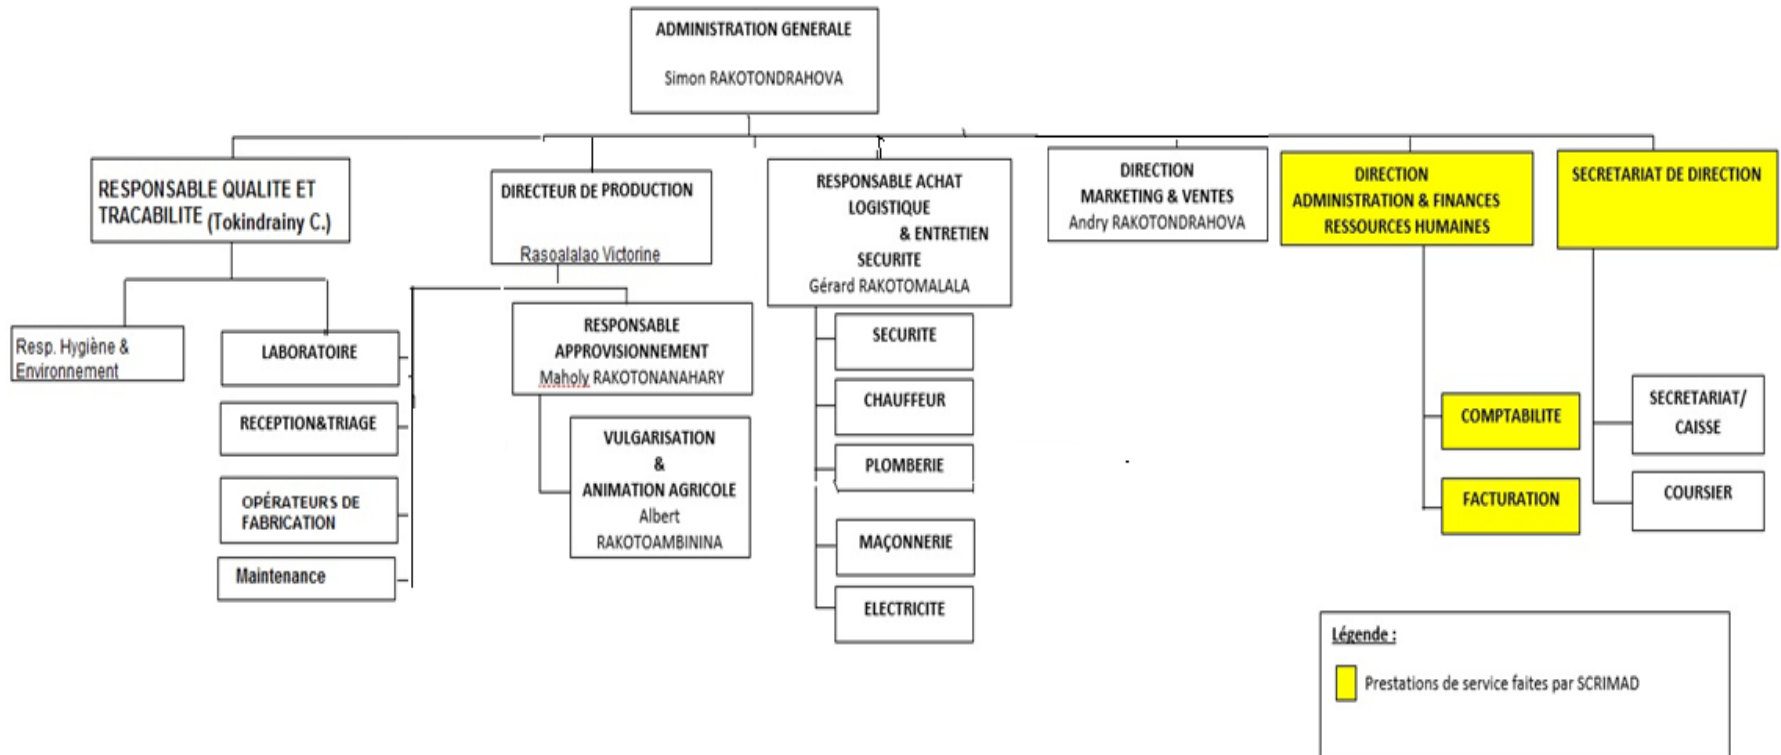 ADMINISTRATION GENERALE
Simon RAKOTONDRAHOVA
RESPONSABLE QUALITE ET
TRACABILITE (Tokindrainy C.)
Resp. Hygiène &
Environnement
LABORATOIRE
RECEPTION&TRIAGE
OPÉRATEURS DE
FABRICATION
Maintenance
DIRECTEUR DE PRODUCTION
Rasoalalao Victorine
RESPONSABLE
APPROVISIONNEMENT
Maholy RAKOTONANAHARY
VULGARISATION
&
ANIMATION AGRICOLE
Albert
RAKOTOAMBININA
RESPONSABLE ACHAT
LOGISTIQUE
& ENTRETIEN
SECURITE
Gérard RAKOTOMALALA
SECURITE
CHAUFFEUR
PLOMBERIE
MAÇONNERIE
ELECTRICITE
DIRECTION
MARKETING & VENTES
Andry RAKOTONDRAHOVA
DIRECTION
ADMINISTRATION & FINANCES
RESSOURCES HUMAINES
COMPTABILITE
FACTURATION
SECRETARIAT DE DIRECTION
SECRETARIAT/
CAISSE
COURSIER
Légende :
Prestations de service faites par SCRIMAD